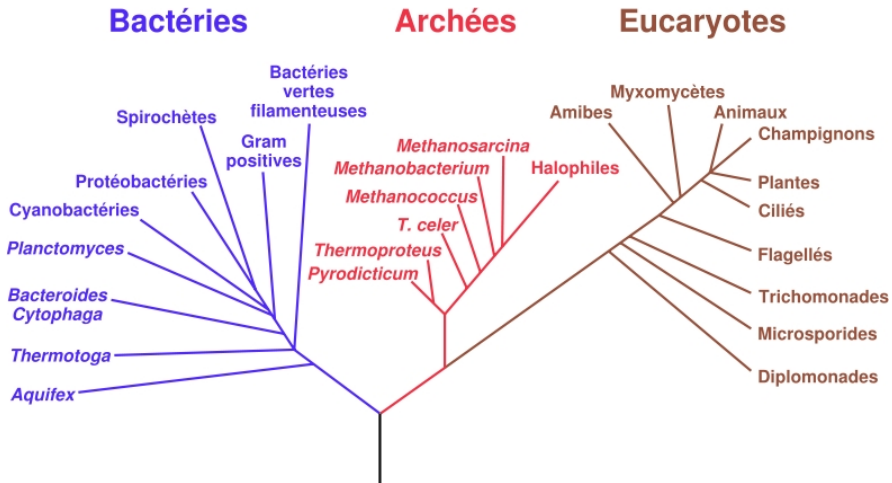 Bactéries
Archées
Eucaryotes
Bactéries
vertes
filamenteuses
Spirochètes
Gram
positives
Protéobactéries
Cyanobactéries
Planctomyces
Bacteroides
Cytophaga
Thermotoga
Aquifex
Methanosarcina
Methanobacterium
Halophiles
Methanococcus
T. celer
Thermoproteus
Pyrodicticum
Myxomycètes
Amibes
Animaux
Champignons
Plantes
Ciliés
Flagellés
Trichomonades
Microsporides
Diplomonades